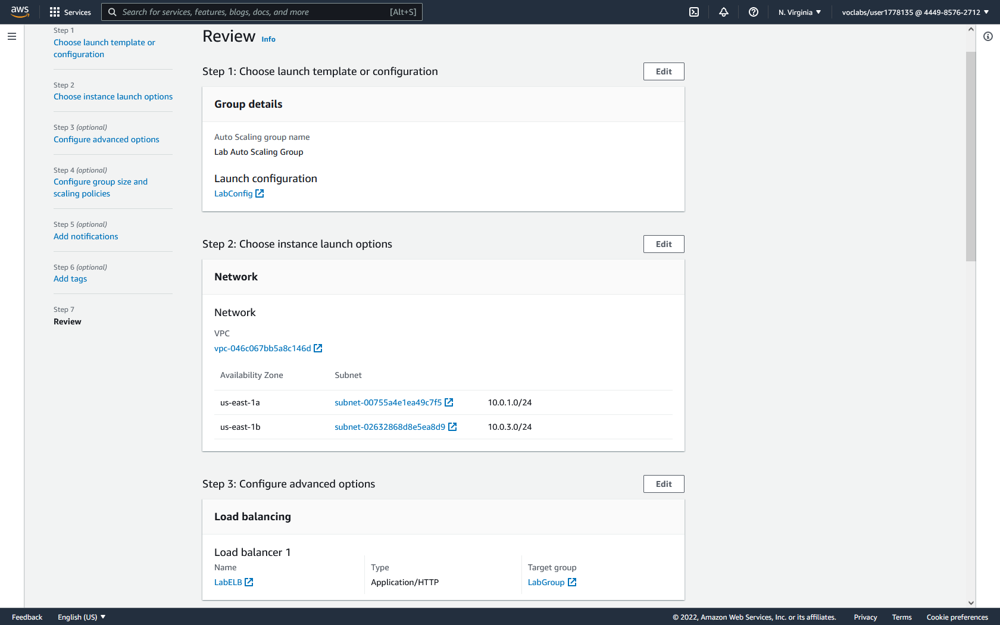 aws
Services
Search for services, features, blogs, docs, and more
[Alt+S]
N. Virginia
voclabs/user1778135 @ 4449-8576-2712
Step 1
Choose launch template or
configuration
Step 2
Choose instance launch options
Step 3 (optional)
Configure advanced options
Step 4 (optional)
Configure group size and
scaling policies
Step 5 (optional)
Add notifications
Step 6 (optional)
Add tags
Step 7
Review
Review Info
Step 1: Choose launch template or configuration
Edit
Group details
Auto Scaling group name
Lab Auto Scaling Group
Launch configuration
LabConfig
Step 2: Choose instance launch options
Edit
Network
Network
VPC
vpc-046c067bb5a8c146d
Availability Zone Subnet
us-east-1a subnet-00755a4e1ea49c7f5 10.0.1.0/24
us-east-1b subnet-02632868d8e5ea8d9 10.0.3.0/24
Step 3: Configure advanced options
Edit
Load balancing
Load balancer 1
Name Type Target group
LabELB Application/HTTP LabGroup
Feedback English (US) © 2022, Amazon Web Services, Inc. or its affiliates. Privacy Terms Cookie preferences